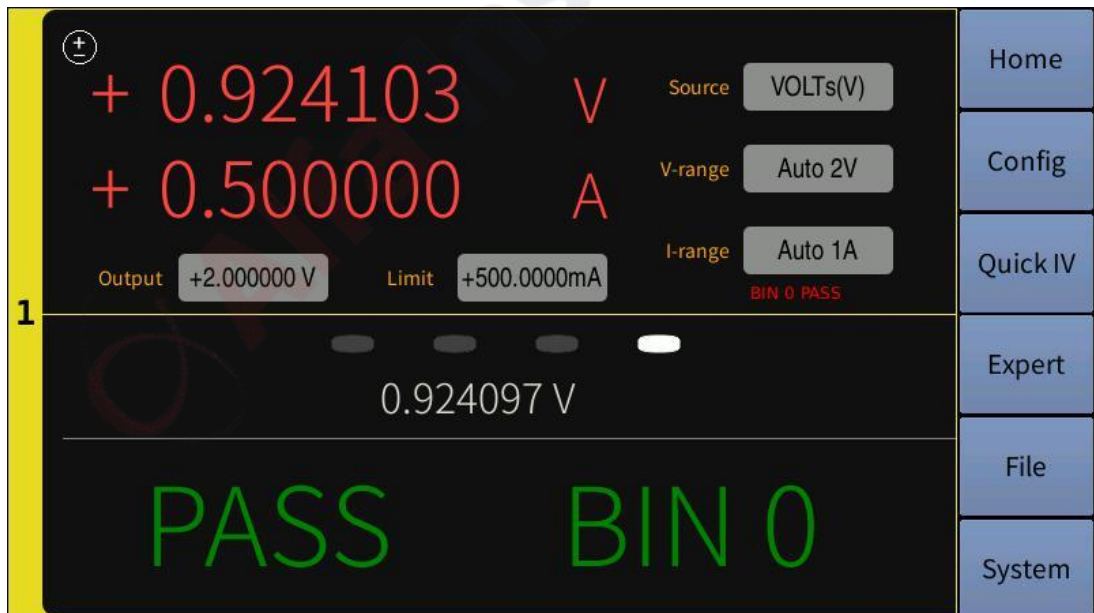 + 0.924103 V
+ 0.500000 A
Source VOLTs(V)
V-range Auto 2V
I-range Auto 1A
BIN 0 PASS
Output +2.000000 V Limit +500.0000mA
1
0.924097 V
PASS BIN 0
Home
Config
Quick IV
Expert
File
System